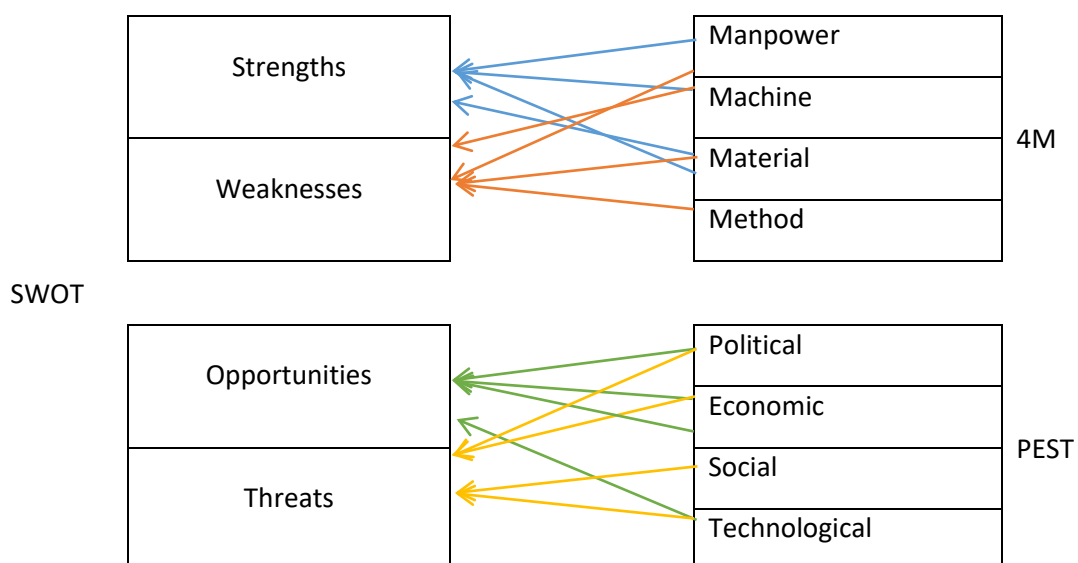 Strengths
Weaknesses
Manpower
Machine
Material
Method
4M
SWOT
Opportunities
Threats
Political
Economic
Social
Technological
PEST